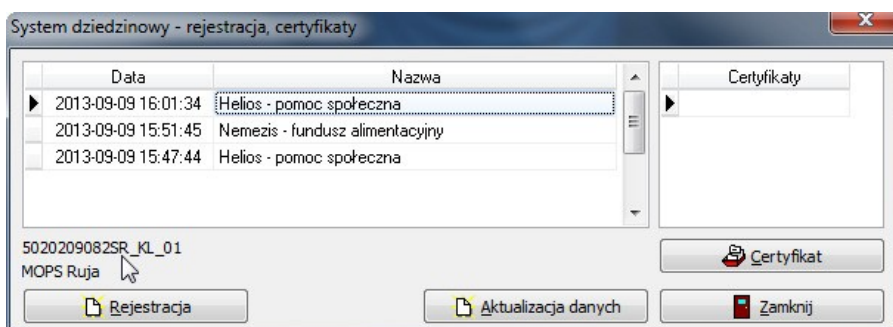 System dziedzinowy - rejestracja, certyfikaty
Data Nazwa Certyfikaty
2013-09-09 16:01:34 Helios - pomoc społeczna
2013-09-09 15:51:45 Nemezis - fundusz alimentacyjny
2013-09-09 15:47:44 Helios - pomoc społeczna
5020209082SR_KL_01
MOPS Ruja
Certyfikat
Rejestracja Aktualizacja danych Zamknij